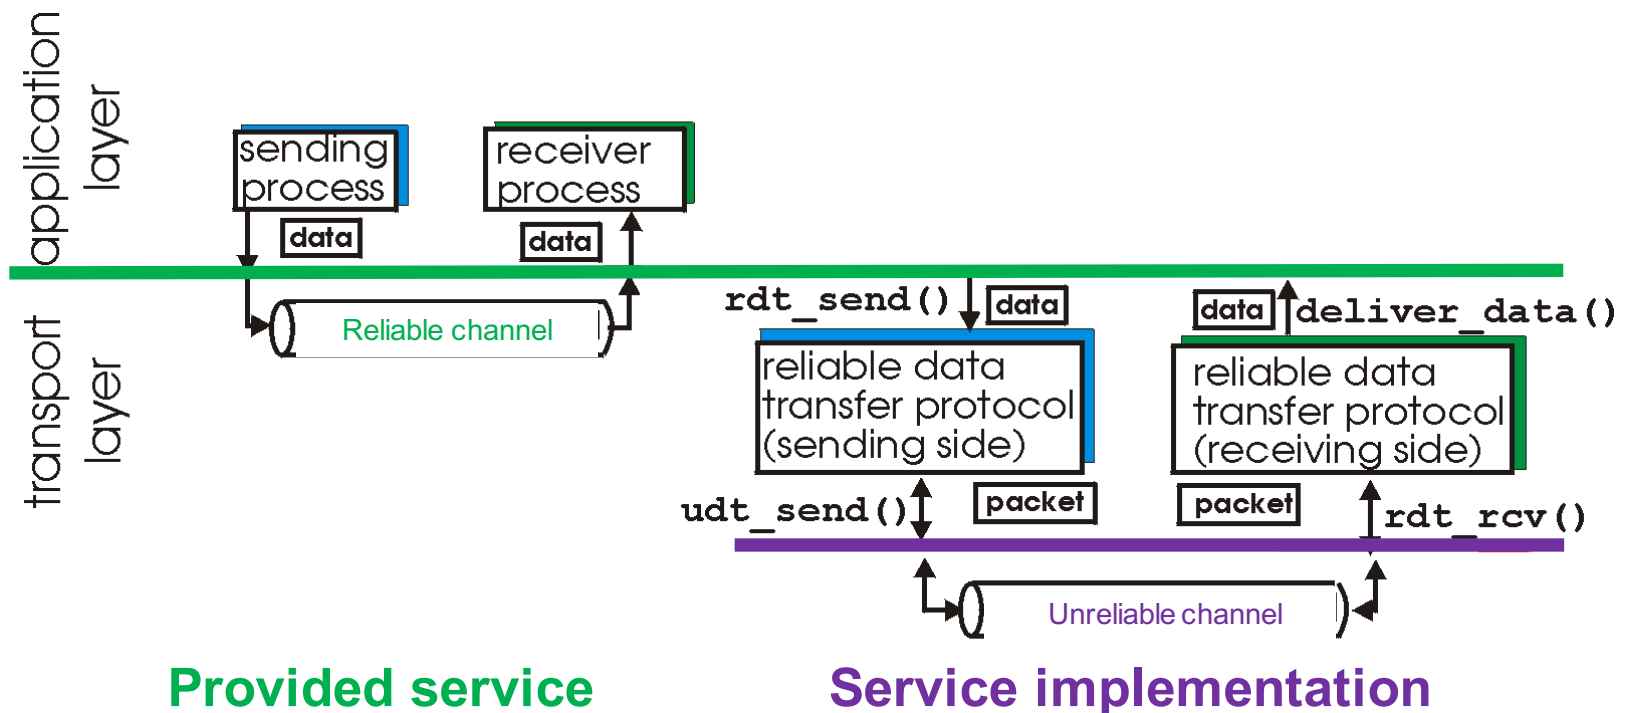 application
layer
sending
process
receiver
process
data
data
transport
layer
Reliable channel
rdt_send()
data
data
deliver_data()
reliable data
transfer protocol
(sending side)
reliable data
transfer protocol
(receiving side)
udt_send()
packet
packet
rdt_rcv()
Unreliable channel
Provided service
Service implementation